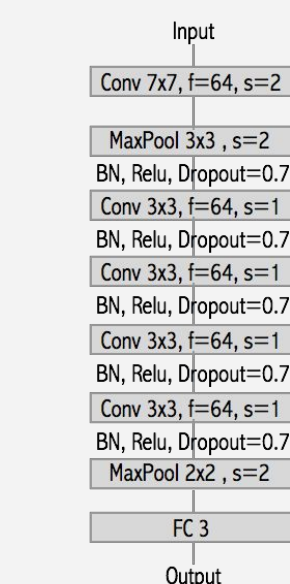 Input
Conv 7x7, f=64, s=2
MaxPool 3x3 , s=2
BN, Relu, Dropout=0.7
Conv 3x3, f=64, s=1
BN, Relu, Dropout=0.7
Conv 3x3, f=64, s=1
BN, Relu, Dropout=0.7
Conv 3x3, f=64, s=1
BN, Relu, Dropout=0.7
Conv 3x3, f=64, s=1
BN, Relu, Dropout=0.7
MaxPool 2x2 , s=2
FC 3
Output